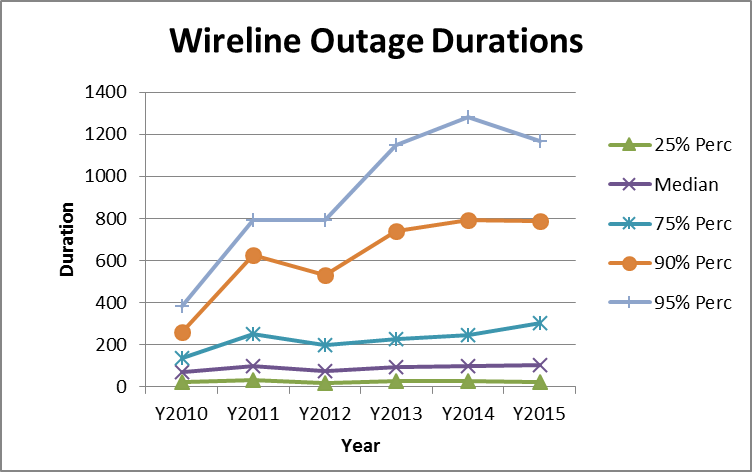 Wireline Outage Durations
1400
1200
1000
800
600
400
200
0
Duration
Y2010 Y2011 Y2012 Y2013 Y2014 Y2015
Year
25% Perc
Median
75% Perc
90% Perc
95% Perc